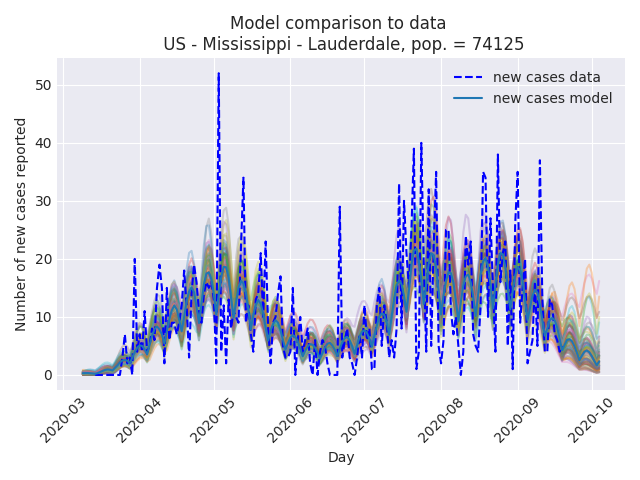 Model comparison to data
US - Mississippi - Lauderdale, pop. = 74125
new cases data
new cases model
Number of new cases reported
50
40
30
20
10
0
2020-03
2020-04
2020-05
2020-06
2020-07
2020-08
2020-09
2020-10
Day